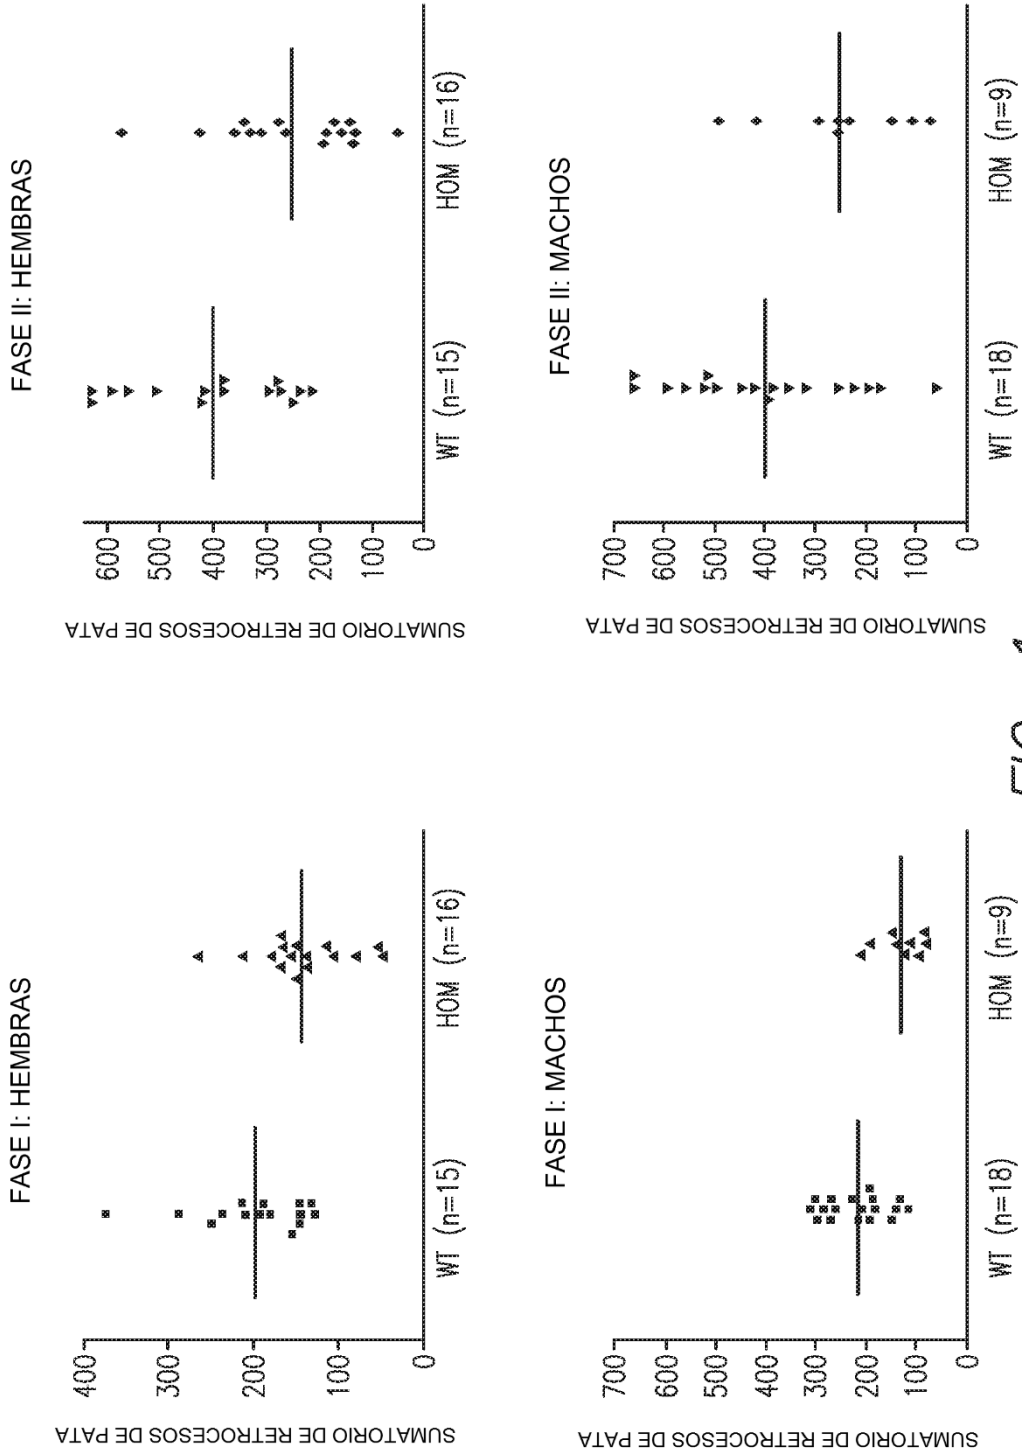 FASE I: HEMBRAS
SUMATORIO DE RETROCESOS DE PATA
400
300
200
100
0
WT (n=15)
HOM (n=16)
FASE II: HEMBRAS
SUMATORIO DE RETROCESOS DE PATA
600
500
400
300
200
100
0
WT (n=15)
HOM (n=16)
FASE I: MACHOS
SUMATORIO DE RETROCESOS DE PATA
700
600
500
400
300
200
100
0
WT (n=18)
HOM (n=9)
FASE II: MACHOS
SUMATORIO DE RETROCESOS DE PATA
700
600
500
400
300
200
100
0
WT (n=18)
HOM (n=9)